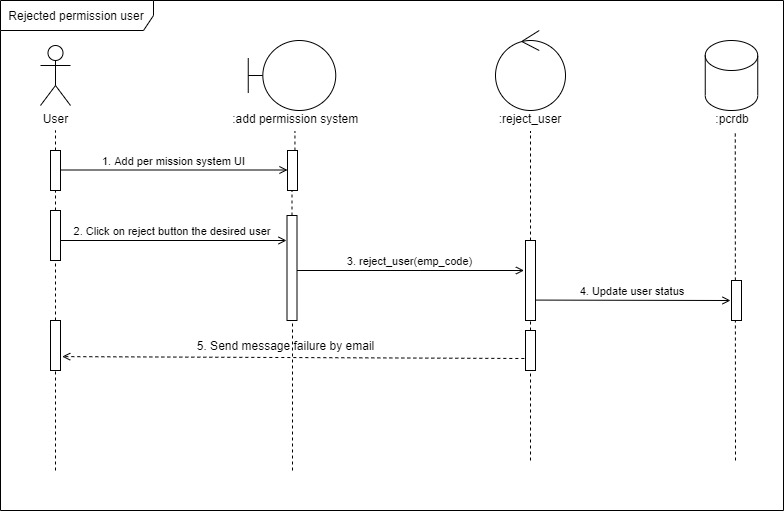 Rejected permission user
User
:add permission system
:reject_user
:pcrdb
1. Add per mission system UI
2. Click on reject button the desired user
3. reject_user(emp_code)
4. Update user status
5. Send message failure by email